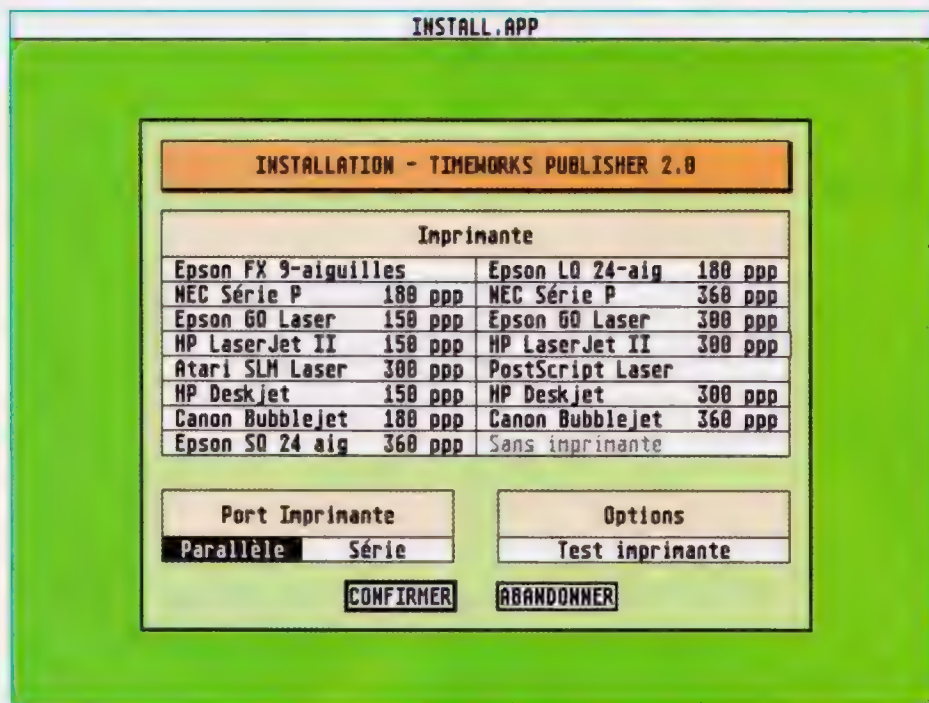 INSTALL.APP
INSTALLATION - TIMEWORKS PUBLISHER 2.0
Imprimante
Epson FX 9-aiguilles Epson LQ 24-aig 180 ppp
NEC Série P 180 ppp NEC Série P 360 ppp
Epson GQ Laser 150 ppp Epson GQ Laser 300 ppp
HP LaserJet II 150 ppp HP LaserJet II 300 ppp
Atari SLM Laser 300 ppp PostScript Laser
HP Deskjet 150 ppp HP Deskjet 300 ppp
Canon Bubblejet 180 ppp Canon Bubblejet 360 ppp
Epson SQ 24 aig 360 ppp Sans imprimante
Port Imprimante Options
Parallèle Série Test imprimante
CONFIRMER ABANDONNER